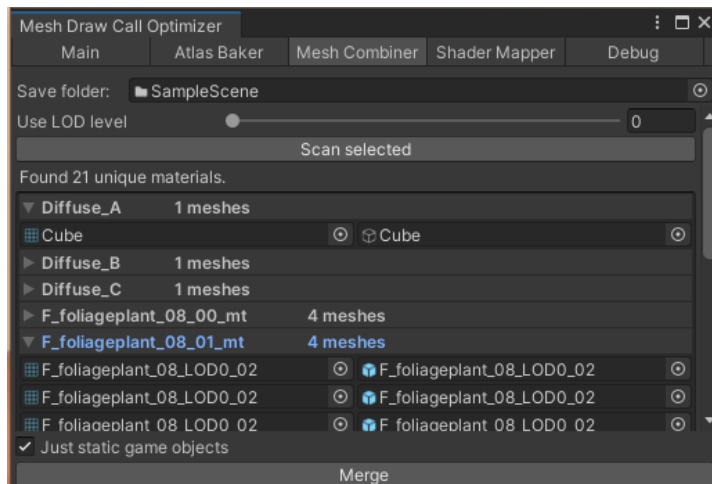 Mesh Draw Call Optimizer
Main Atlas Baker Mesh Combiner Shader Mapper Debug
Save folder: SampleScene
Use LOD level 0
Scan selected
Found 21 unique materials.
Diffuse_A 1 meshes
Cube Cube
Diffuse_B 1 meshes
Diffuse_C 1 meshes
F_foliageplant_08_00_mt 4 meshes
F_foliageplant_08_01_mt 4 meshes
F_foliageplant_08_LOD0_02 F_foliageplant_08_LOD0_02
F_foliageplant_08_LOD0_02 F_foliageplant_08_LOD0_02
F_foliageplant_08_LOD0_02 F_foliageplant_08_LOD0_02
Just static game objects
Merge